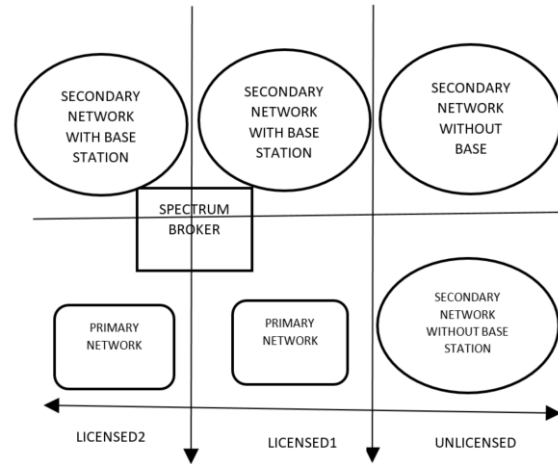 SECONDARY
NETWORK
WITH BASE
STATION
SECONDARY
NETWORK
WITH BASE
STATION
SECONDARY
NETWORK
WITHOUT
BASE
SPECTRUM
BROKER
PRIMARY
NETWORK
PRIMARY
NETWORK
SECONDARY
NETWORK
WITHOUT BASE
STATION
LICENSED2
LICENSED1
UNLICENSED